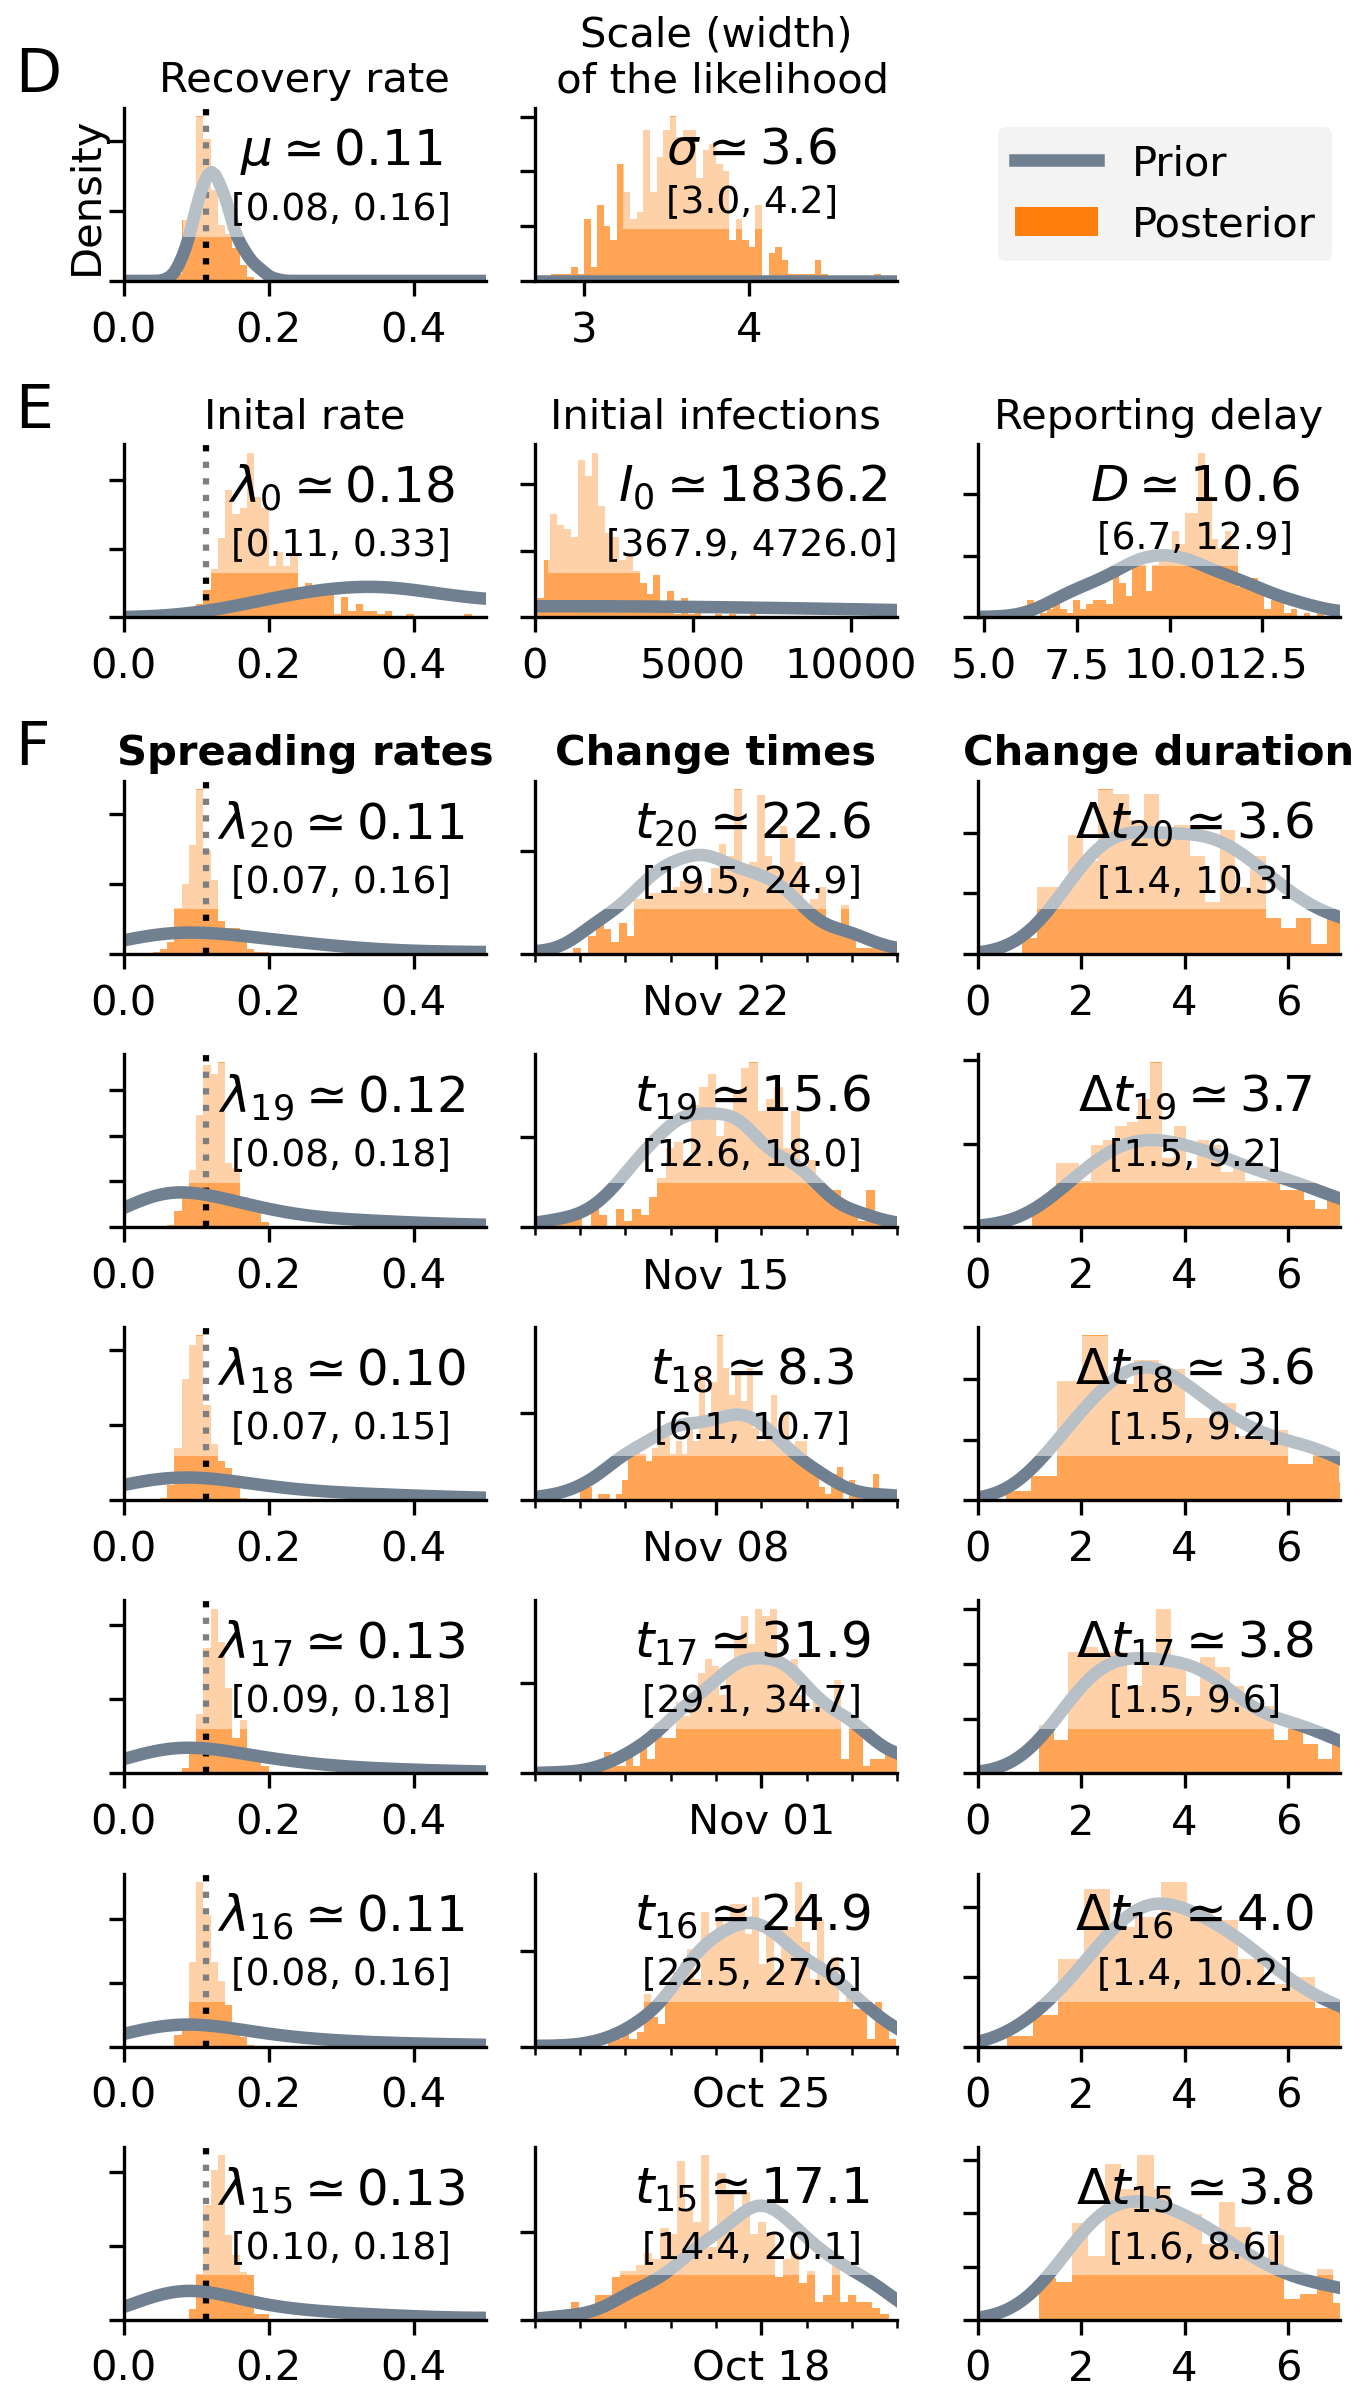 D
Recovery rate
Density
μ ≃ 0.11
[0.08, 0.16]
0.0 0.2 0.4
Scale (width)
of the likelihood
σ ≃ 3.6
[3.0, 4.2]
3 4
Prior
Posterior
E
Inital rate
λ₀ ≃ 0.18
[0.11, 0.33]
0.0 0.2 0.4
Initial infections
I₀ ≃ 1836.2
[367.9, 4726.0]
0 5000 10000
Reporting delay
D ≃ 10.6
[6.7, 12.9]
5.0 7.5 10.0 12.5
F
Spreading rates
Change times
Change duration
λ₂₀ ≃ 0.11
[0.07, 0.16]
0.0 0.2 0.4
t₂₀ ≃ 22.6
[19.5, 24.9]
Nov 22
Δt₂₀ ≃ 3.6
[1.4, 10.3]
0 2 4 6
λ₁₉ ≃ 0.12
[0.08, 0.18]
0.0 0.2 0.4
t₁₉ ≃ 15.6
[12.6, 18.0]
Nov 15
Δt₁₉ ≃ 3.7
[1.5, 9.2]
0 2 4 6
λ₁₈ ≃ 0.10
[0.07, 0.15]
0.0 0.2 0.4
t₁₈ ≃ 8.3
[6.1, 10.7]
Nov 08
Δt₁₈ ≃ 3.6
[1.5, 9.2]
0 2 4 6
λ₁₇ ≃ 0.13
[0.09, 0.18]
0.0 0.2 0.4
t₁₇ ≃ 31.9
[29.1, 34.7]
Nov 01
Δt₁₇ ≃ 3.8
[1.5, 9.6]
0 2 4 6
λ₁₆ ≃ 0.11
[0.08, 0.16]
0.0 0.2 0.4
t₁₆ ≃ 24.9
[22.5, 27.6]
Oct 25
Δt₁₆ ≃ 4.0
[1.4, 10.2]
0 2 4 6
λ₁₅ ≃ 0.13
[0.10, 0.18]
0.0 0.2 0.4
t₁₅ ≃ 17.1
[14.4, 20.1]
Oct 18
Δt₁₅ ≃ 3.8
[1.6, 8.6]
0 2 4 6